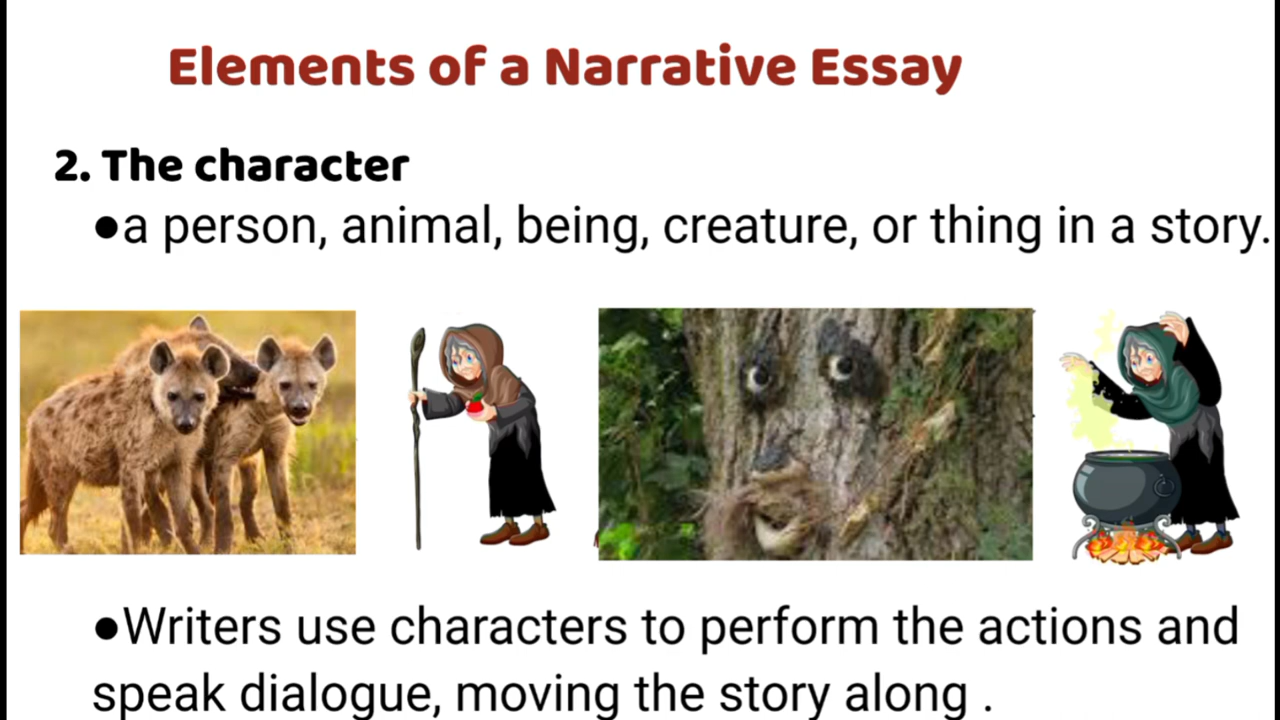 Elements of a Narrative Essay
2. The character
●a person, animal, being, creature, or thing in a story.
●Writers use characters to perform the actions and
speak dialogue, moving the story along .